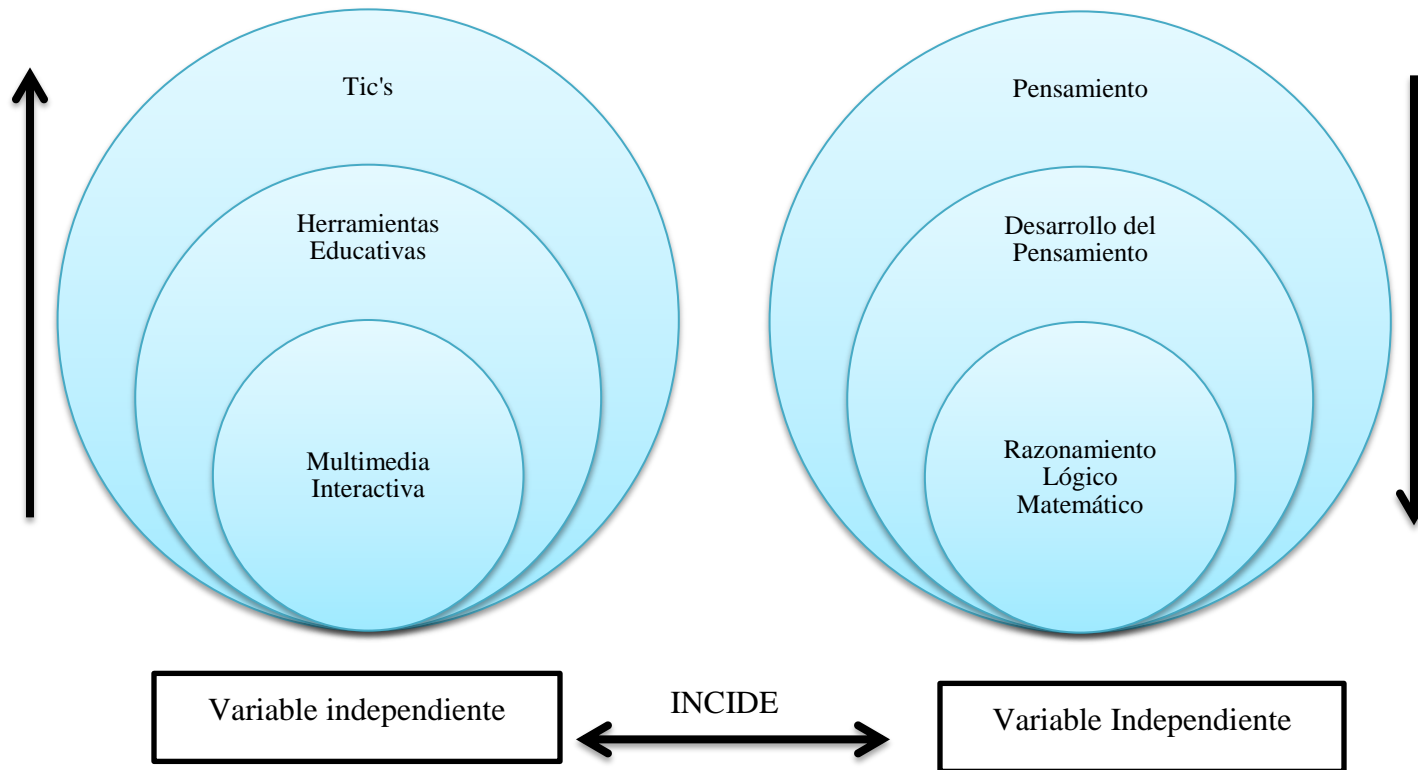 Tic's
Herramientas
Educativas
Multimedia
Interactiva
Pensamiento
Desarrollo del
Pensamiento
Razonamiento
Lógico
Matemático
Variable independiente
INCIDE
Variable Independiente